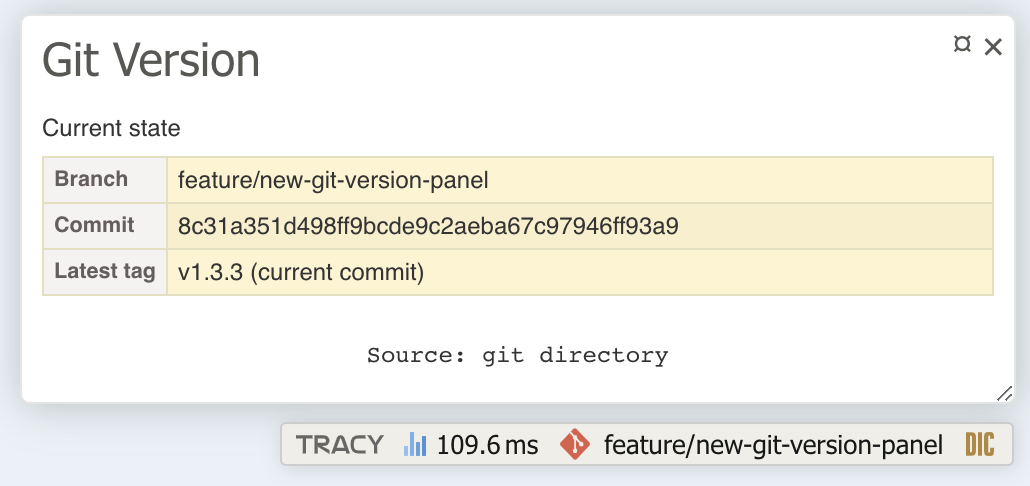 Git Version
¤ ×
Current state
Branch feature/new-git-version-panel
Commit 8c31a351d498ff9bcde9c2aeba67c97946ff93a9
Latest tag v1.3.3 (current commit)
Source: git directory
TRACY 109.6 ms feature/new-git-version-panel DIC